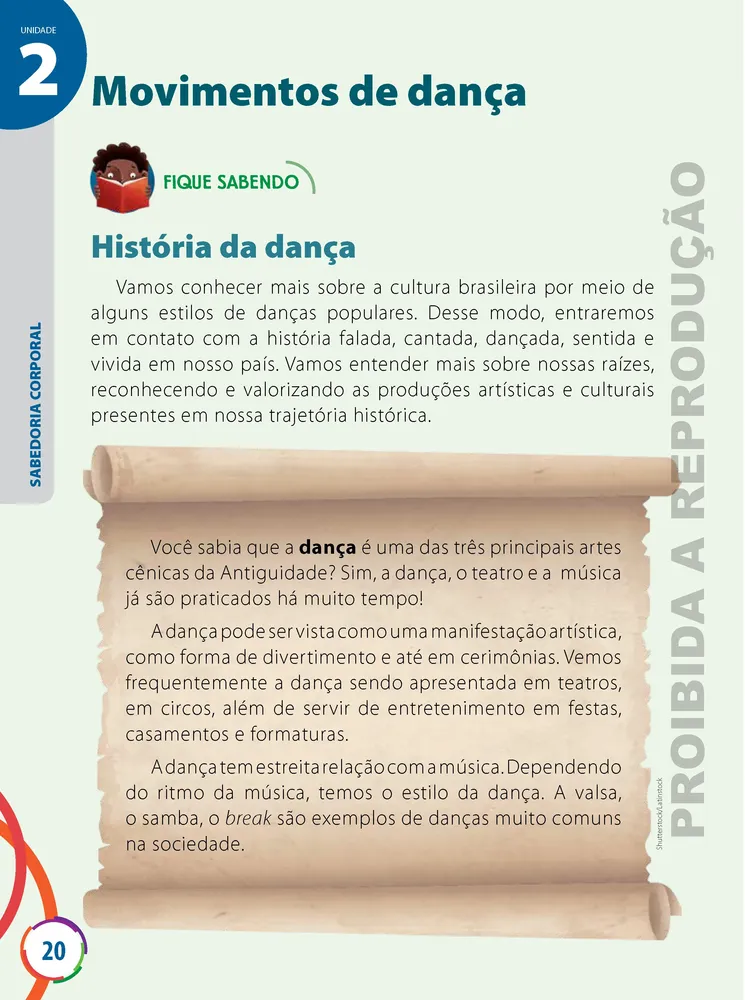 UNIDADE
2
Movimentos de dança
FIQUE SABENDO
História da dança
Vamos conhecer mais sobre a cultura brasileira por meio de
alguns estilos de danças populares. Desse modo, entraremos
em contato com a história falada, cantada, dançada, sentida e
vivida em nosso país. Vamos entender mais sobre nossas raízes,
reconhecendo e valorizando as produções artísticas e culturais
presentes em nossa trajetória histórica.
SABEDORIA CORPORAL
Você sabia que a dança é uma das três principais artes
cênicas da Antiguidade? Sim, a dança, o teatro e a música
já são praticados há muito tempo!
A dança pode ser vista como uma manifestação artística,
como forma de divertimento e até em cerimônias. Vemos
frequentemente a dança sendo apresentada em teatros,
em circos, além de servir de entretenimento em festas,
casamentos e formaturas.
A dança tem estreita relação com a música. Dependendo
do ritmo da música, temos o estilo da dança. A valsa,
o samba, o break são exemplos de danças muito comuns
na sociedade.
Shutterstock/Latinstock
PROIBIDA A REPRODUÇÃO
20